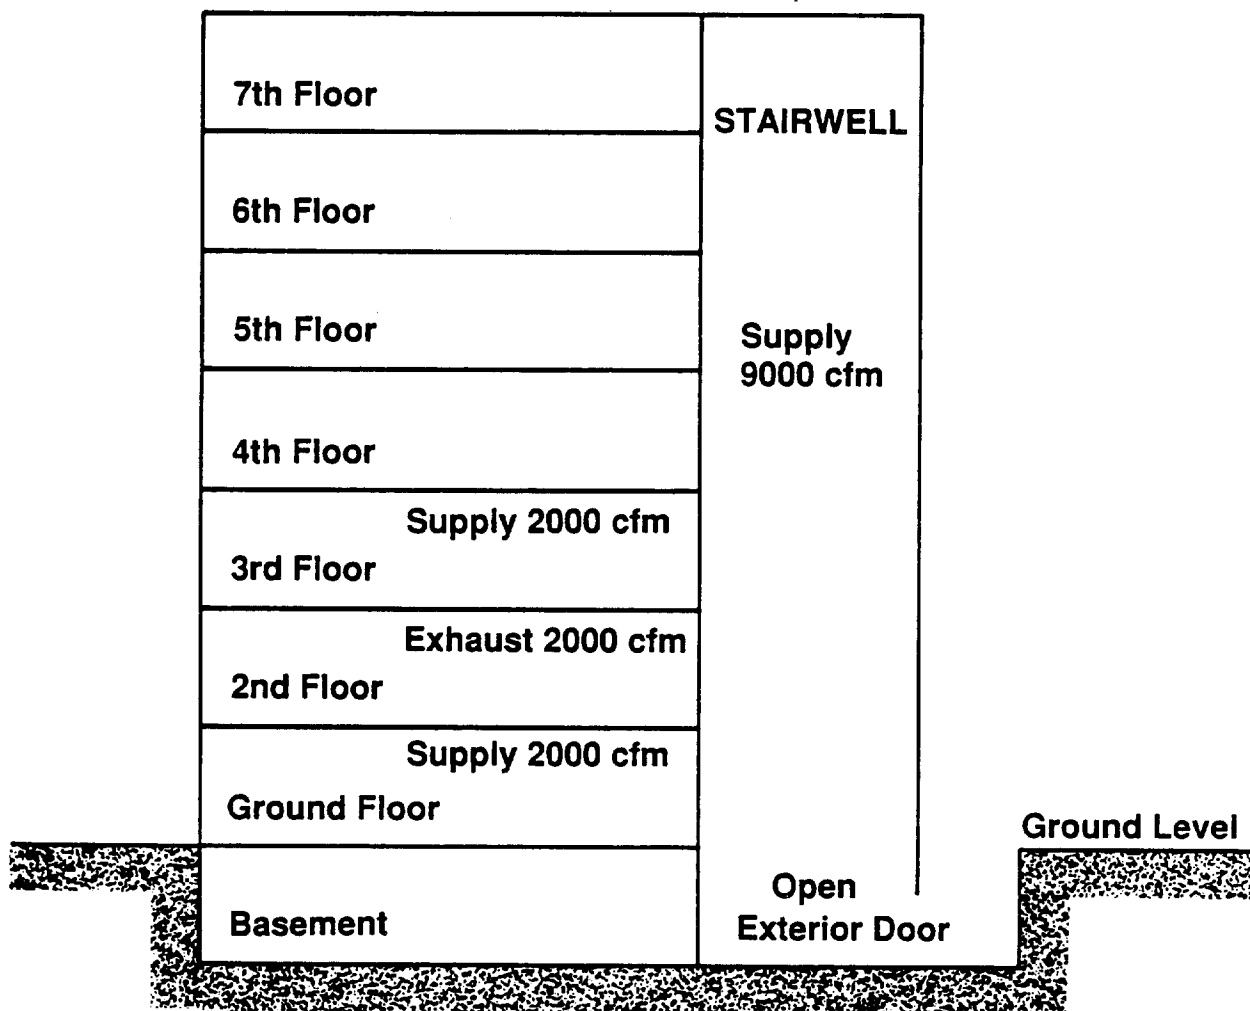 7th Floor
STAIRWELL
6th Floor
5th Floor
Supply
9000 cfm
4th Floor
Supply 2000 cfm
3rd Floor
Exhaust 2000 cfm
2nd Floor
Supply 2000 cfm
Ground Floor
Ground Level
Open
Exterior Door
Basement